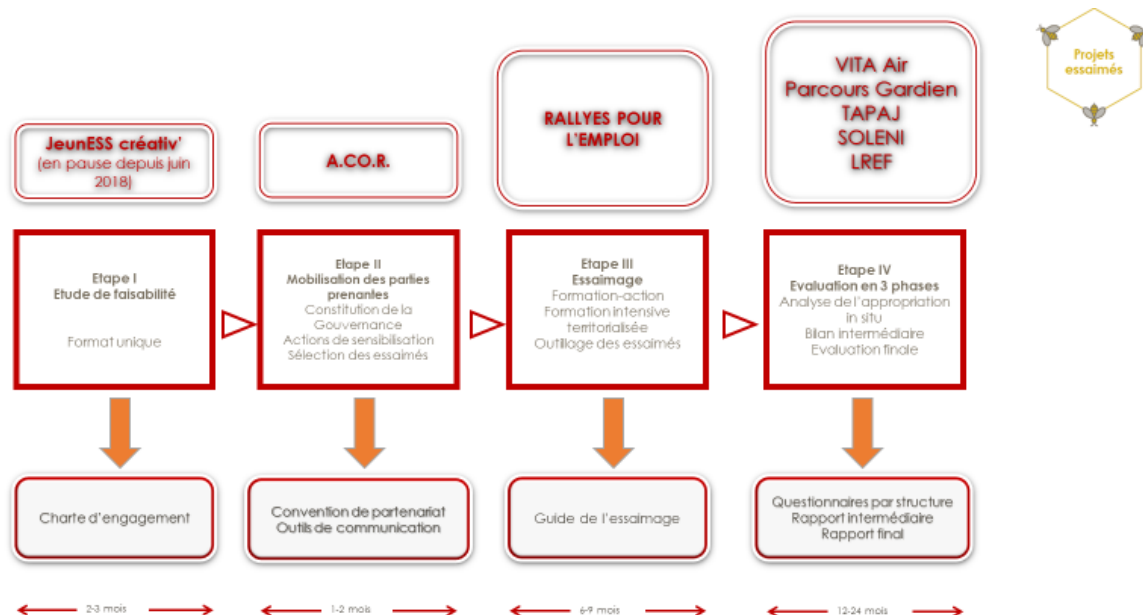 Projets
essaimés
JeunESS créativ'
(en pause depuis juin
2018)
A.CO.R.
RALLYES POUR
L'EMPLOI
VITA Air
Parcours Gardien
TAPAJ
SOLENI
LREF
Etape I
Etude de faisabilité
Format unique
Etape II
Mobilisation des parties
prenantes
Constitution de la
Gouvernance
Actions de sensibilisation
Sélection des essaimés
Etape III
Essaimage
Formation-action
Formation intensive
territorialisée
Outillage des essaimés
Etape IV
Evaluation en 3 phases
Analyse de l'appropriation
in situ
Bilan intermédiaire
Evaluation finale
Charte d'engagement
Convention de partenariat
Outils de communication
Guide de l'essaimage
Questionnaires par structure
Rapport intermédiaire
Rapport final
2-3 mois
1-2 mois
6-9 mois
12-24 mois